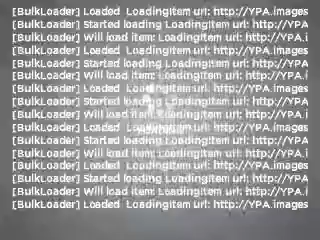 [BulkLoader] Loaded LoadingItem url: http://YPA.images
[BulkLoader] Started loading LoadingItem url: http://YPA
[BulkLoader] Will load item: LoadingItem url: http://YPA.i
[BulkLoader] Started loading LoadingItem url: http://YPA
[BulkLoader] Loaded LoadingItem url: http://YPA.images
[BulkLoader] Will load item: LoadingItem url: http://YPA.i
[BulkLoader] Loaded LoadingItem url: http://YPA.images
[BulkLoader] Started loading LoadingItem url: http://YPA
[BulkLoader] Will load item: LoadingItem url: http://YPA.i
[BulkLoader] Loaded LoadingItem url: http://YPA.images
[BulkLoader] Started loading LoadingItem url: http://YPA
[BulkLoader] Will load item: LoadingItem url: http://YPA.i
[BulkLoader] Loaded LoadingItem url: http://YPA.images
[BulkLoader] Started loading LoadingItem url: http://YPA
[BulkLoader] Will load item: LoadingItem url: http://YPA.i
[BulkLoader] Loaded LoadingItem url: http://YPA.images